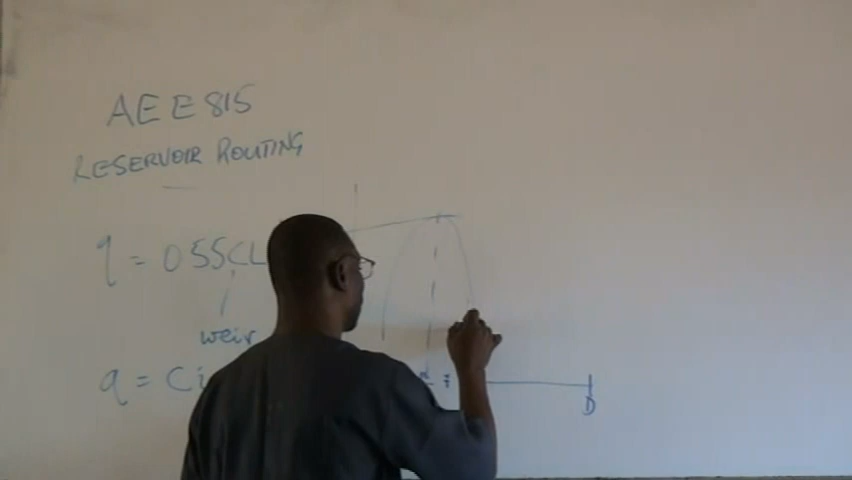 AEE 815
RESERVOIR ROUTING
q = 0.55CL
weir
q = Ci
D